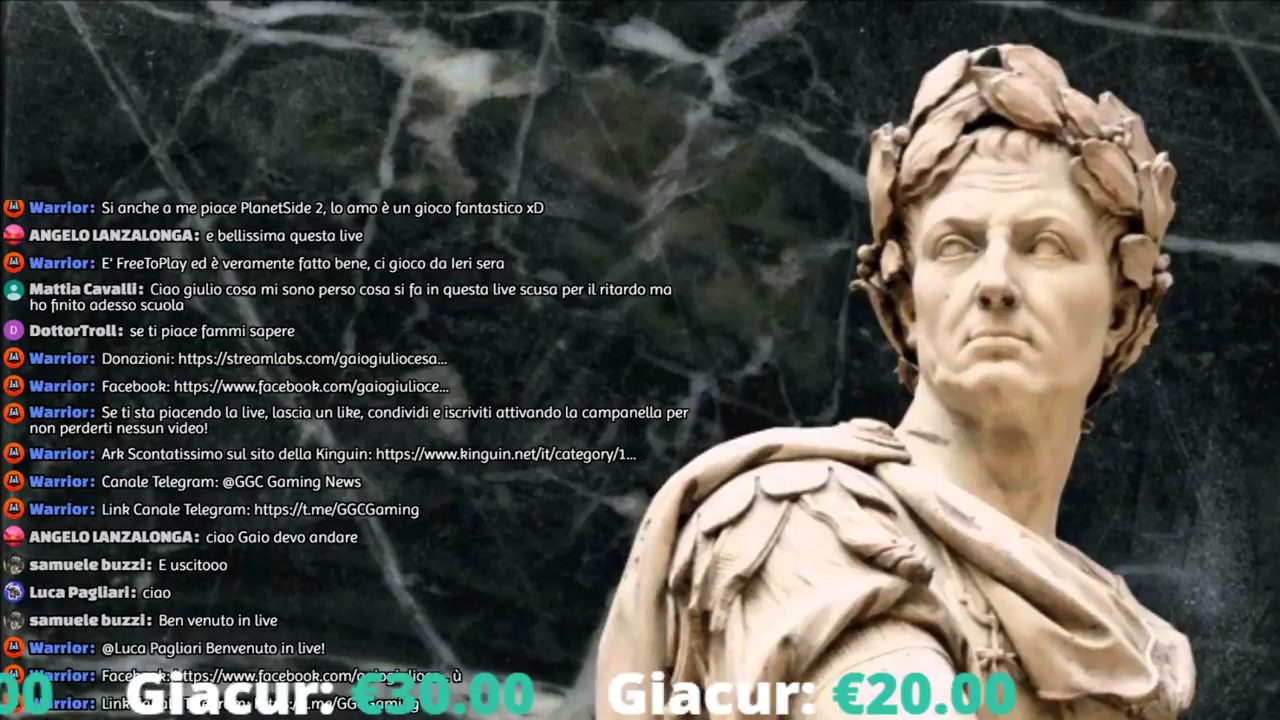 Warrior: Si anche a me piace PlanetSide 2, lo amo è un gioco fantastico xD
ANGELO LANZALONGA: e bellissima questa live
Warrior: E' FreeToPlay ed è veramente fatto bene, ci gioco da Ieri sera
Mattia Cavalli: Ciao giulio cosa mi sono perso cosa si fa in questa live scusa per il ritardo ma
ho finito adesso scuola
D DottorTroll: se ti piace fammi sapere
Warrior: Donazioni: https://streamlabs.com/gaiogiuliocesa...
Warrior: Facebook: https://www.facebook.com/gaiogiulioce...
Warrior: Se ti sta piacendo la live, lascia un like, condividi e iscriviti attivando la campanella per
non perderti nessun video!
Warrior: Ark Scontatissimo sul sito della Kinguin: https://www.kinguin.net/it/category/1...
Warrior: Canale Telegram: @GGC Gaming News
Warrior: Link Canale Telegram: https://t.me/GGCGaming
ANGELO LANZALONGA: ciao Gaio devo andare
samuele buzzi: E uscitooo
Luca Pagliari: ciao
samuele buzzi: Ben venuto in live
Warrior: @Luca Pagliari Benvenuto in live!
Warrior: ù
Warrior:
00 Giacur: €30.00 Giacur: €20.00